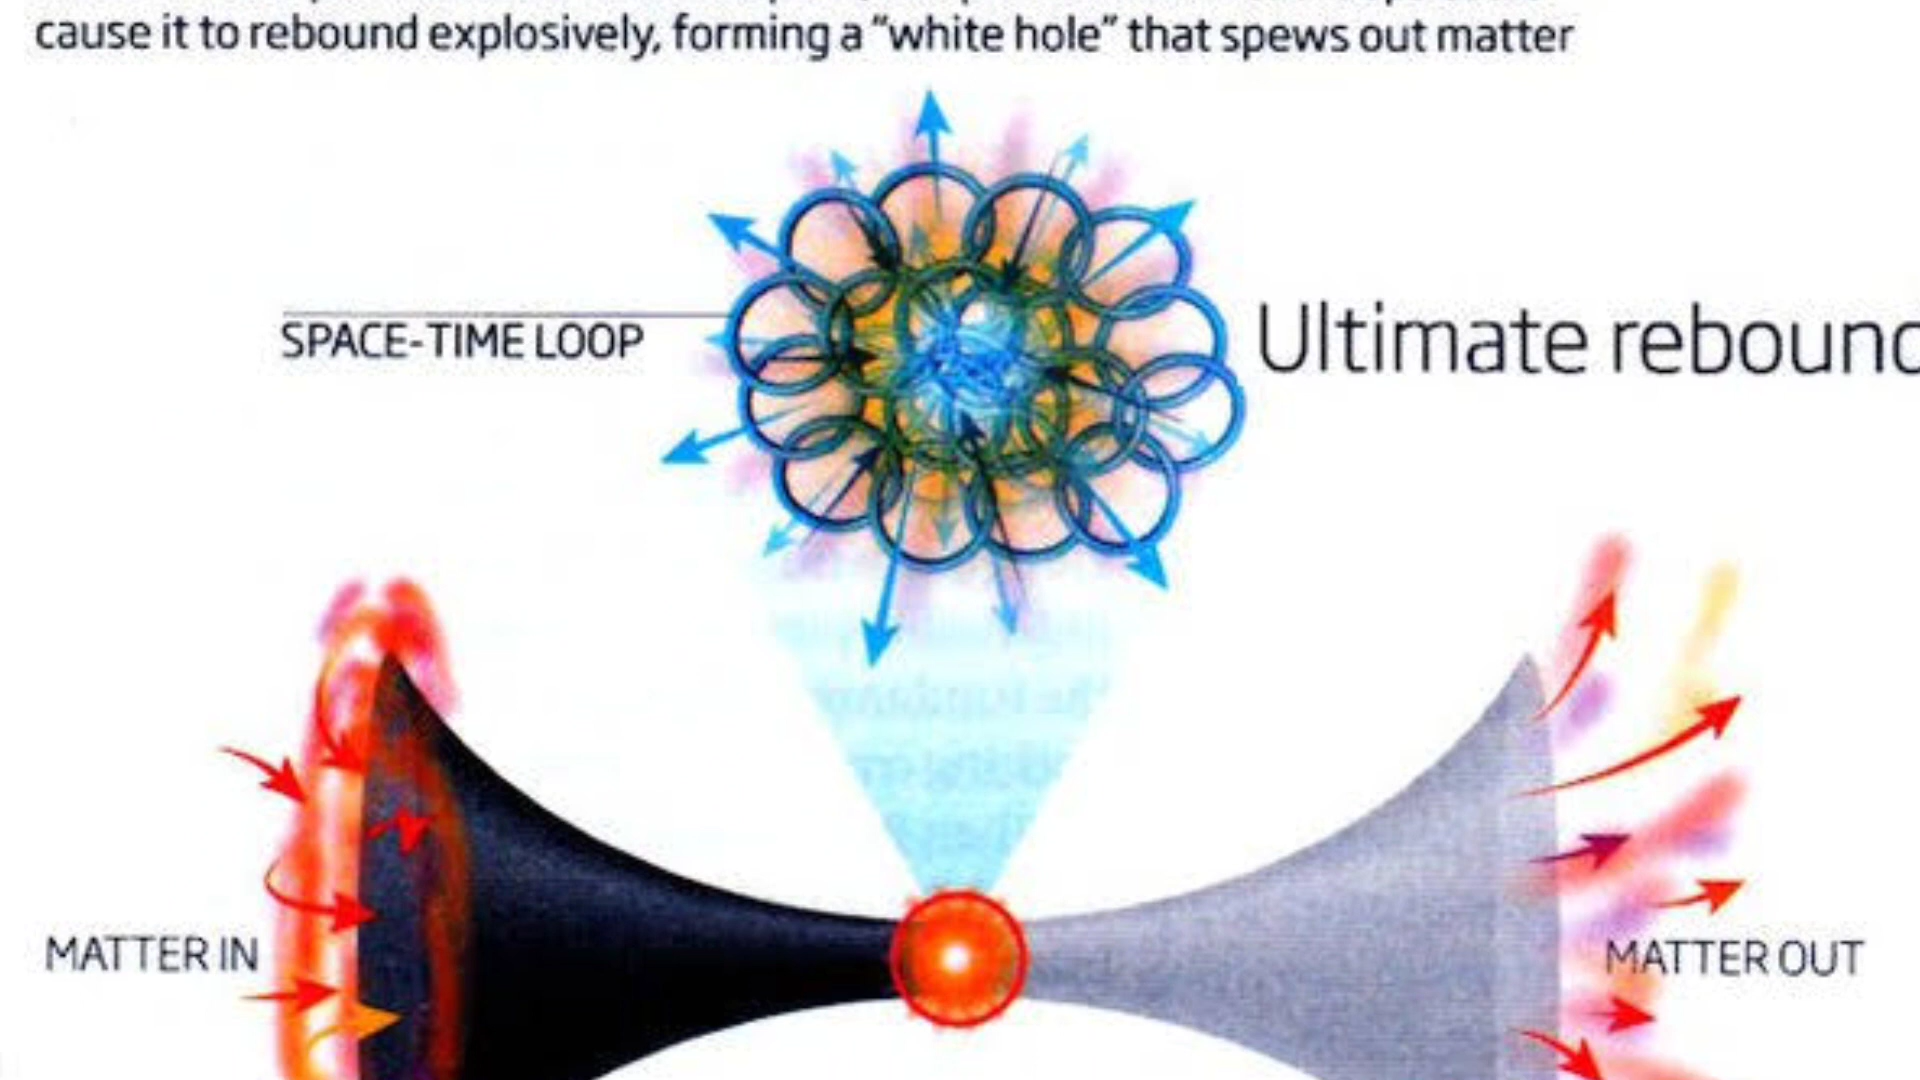 cause it to rebound explosively, forming a “white hole” that spews out matter
SPACE-TIME LOOP
Ultimate rebound
MATTER IN
MATTER OUT